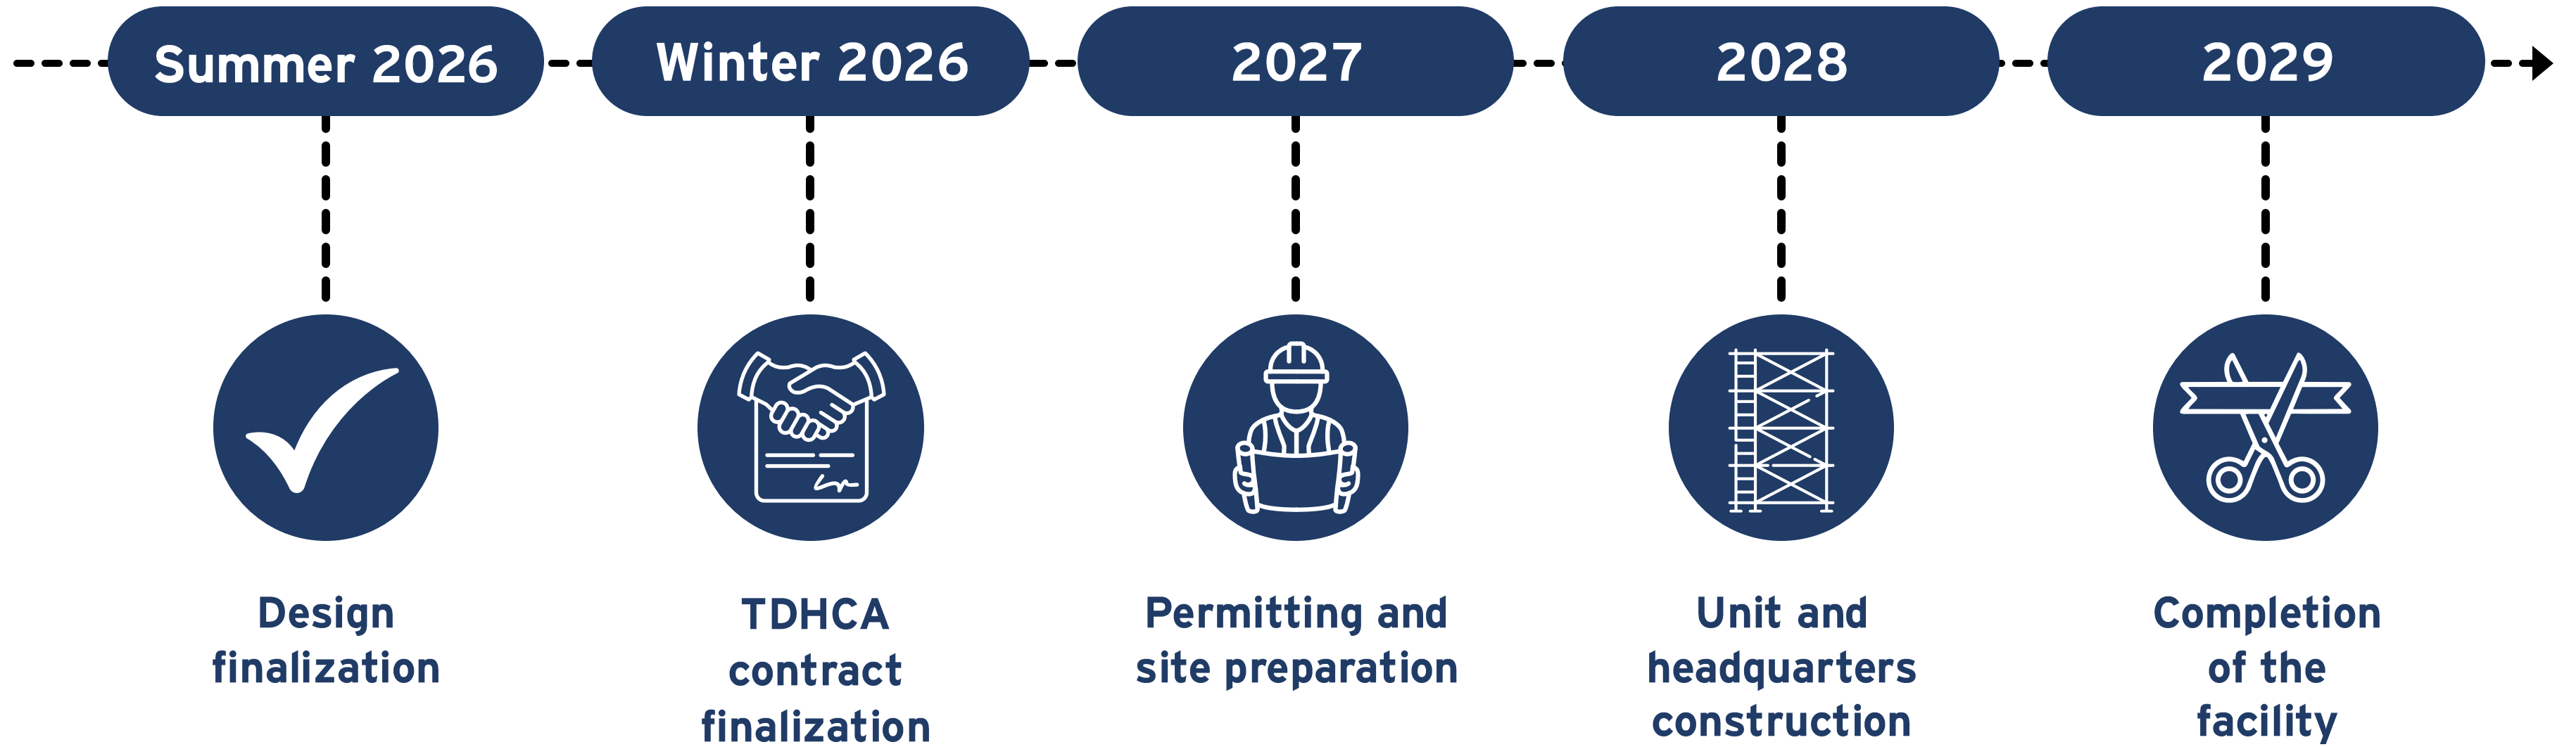 Summer 2026
Winter 2026
2027
2028
2029
Design
finalization
TDHCA
contract
finalization
Permitting and
site preparation
Unit and
headquarters
construction
Completion
of the
facility